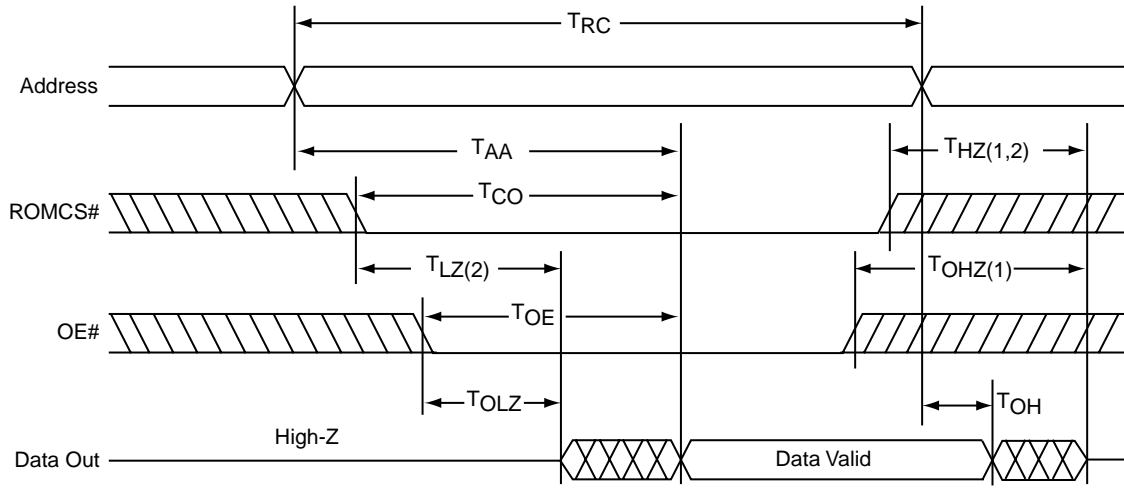 TRC
Address
TAA
THZ(1,2)
TCO
ROMCS#
TLZ(2)
TOHZ(1)
TOE
OE#
TOLZ
TOH
High-Z
Data Out
Data Valid